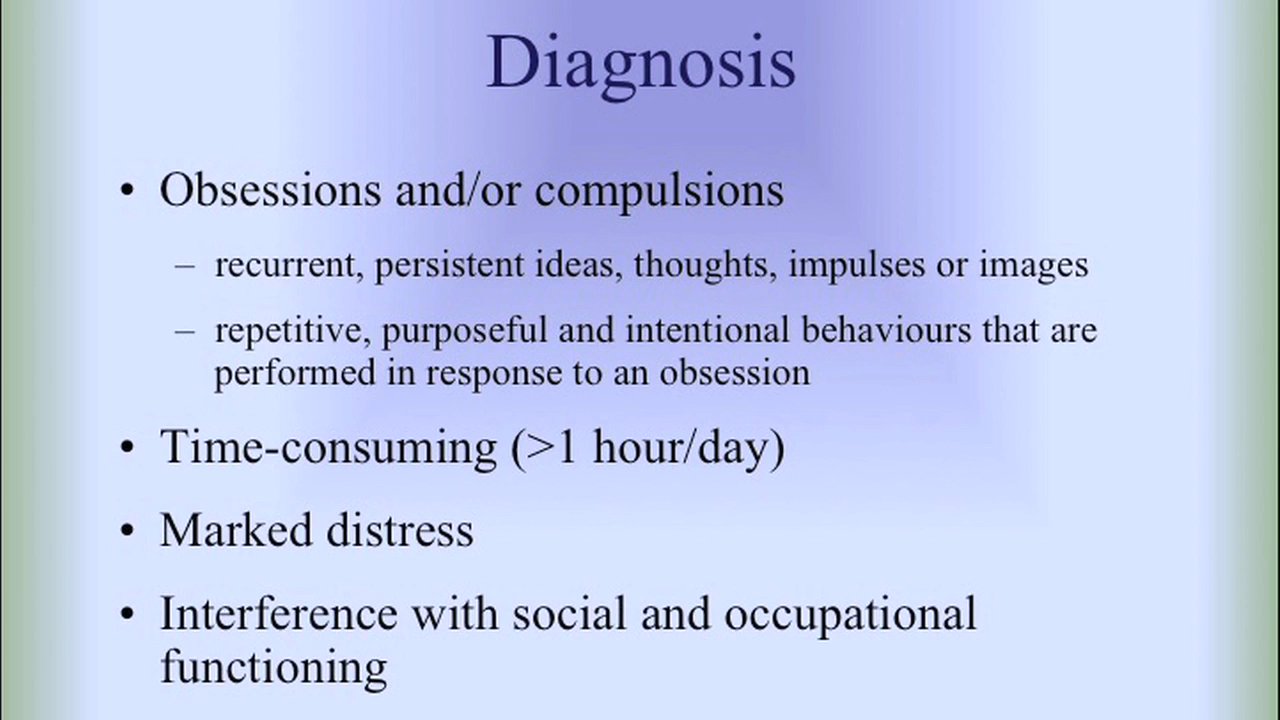 Diagnosis
• Obsessions and/or compulsions
– recurrent, persistent ideas, thoughts, impulses or images
– repetitive, purposeful and intentional behaviours that are
performed in response to an obsession
• Time-consuming (>1 hour/day)
• Marked distress
• Interference with social and occupational
functioning